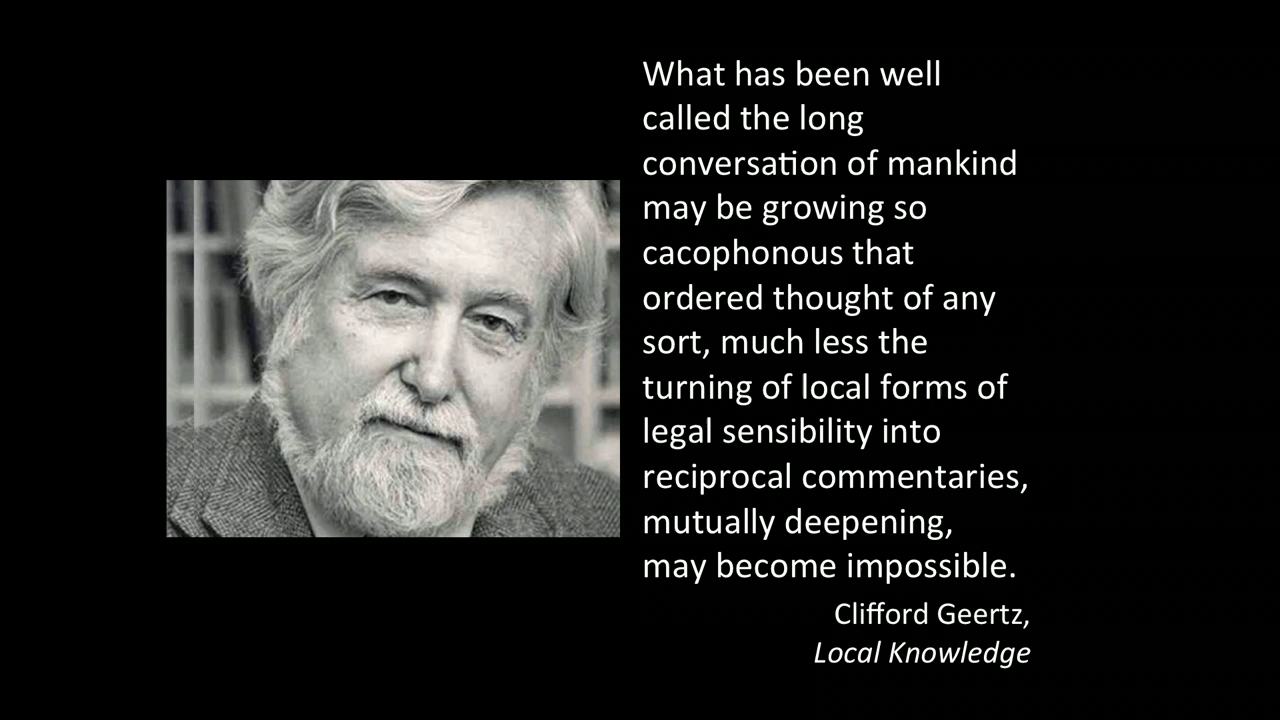 What has been well
called the long
conversation of mankind
may be growing so
cacophonous that
ordered thought of any
sort, much less the
turning of local forms of
legal sensibility into
reciprocal commentaries,
mutually deepening,
may become impossible.
Clifford Geertz,
Local Knowledge